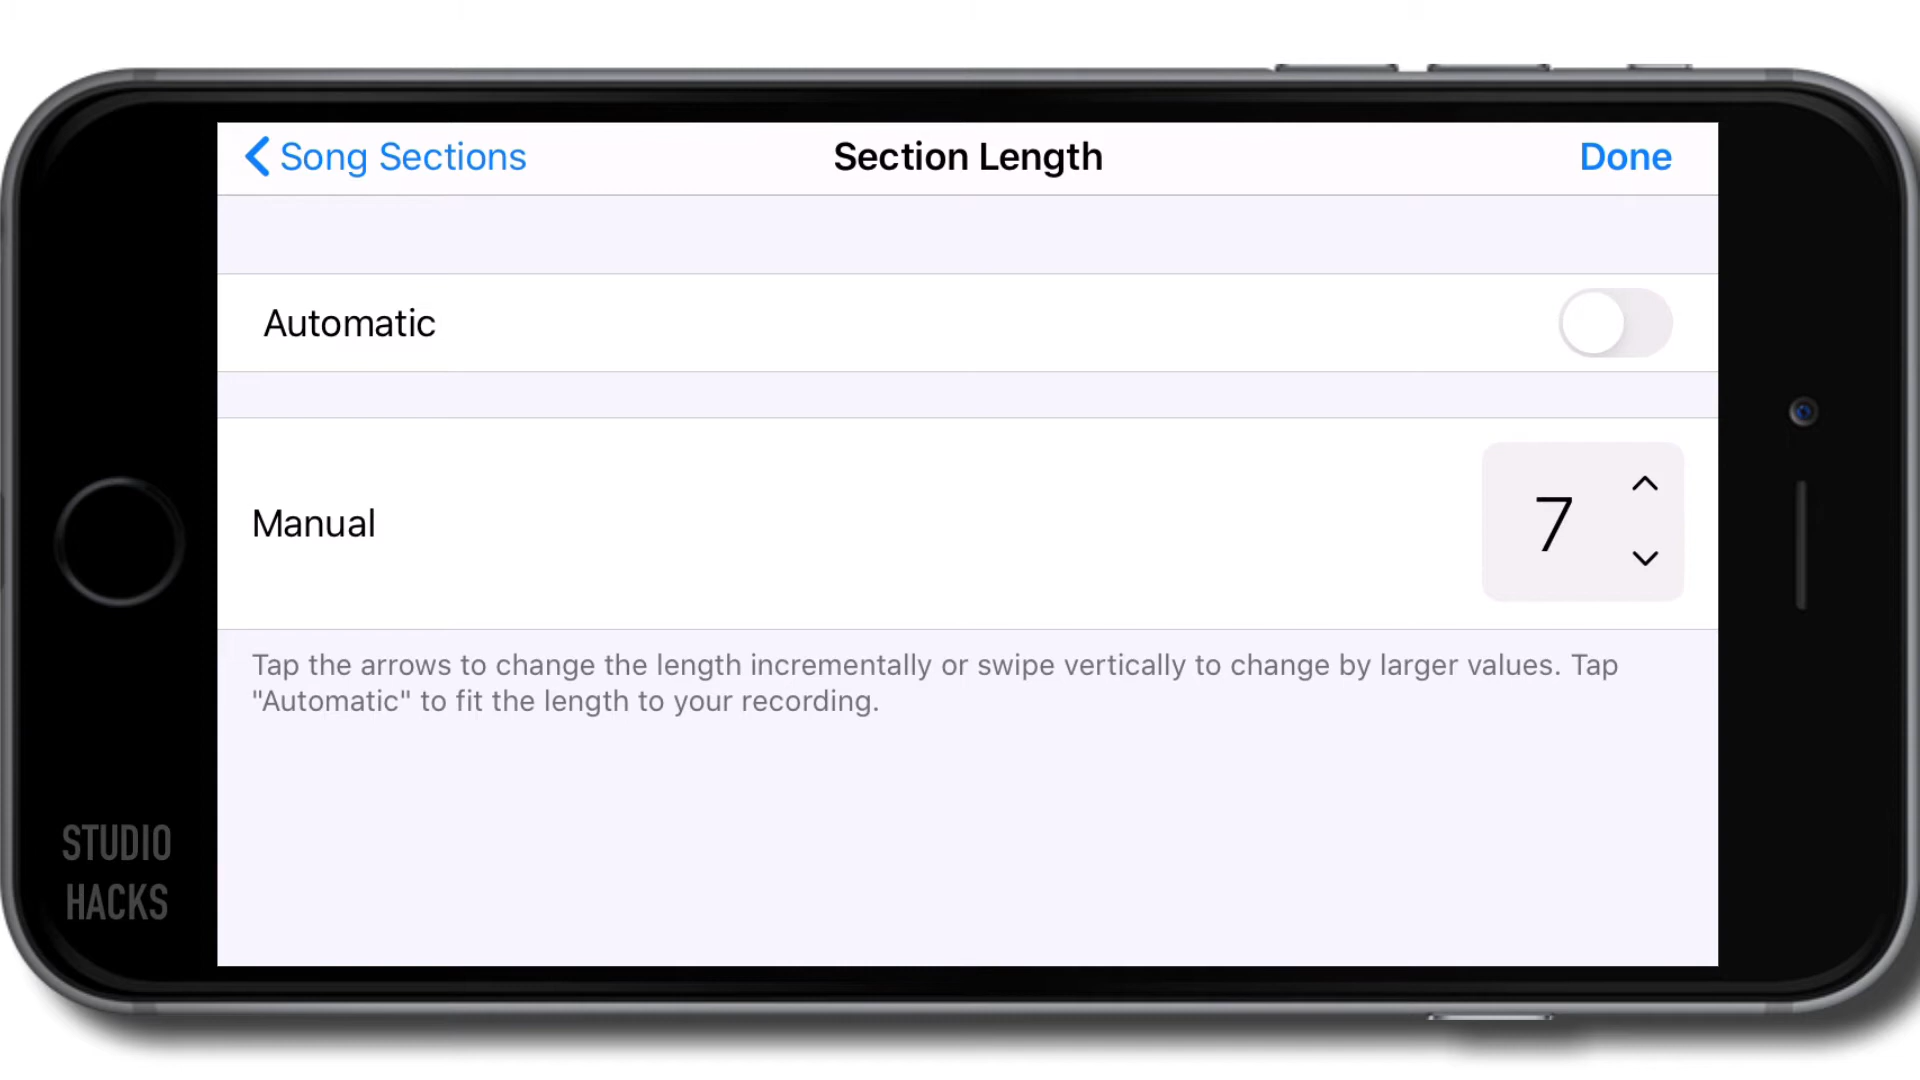 Song Sections
Section Length
Done
Automatic
Manual
7
Tap the arrows to change the length incrementally or swipe vertically to change by larger values. Tap
"Automatic" to fit the length to your recording.
STUDIO
HACKS